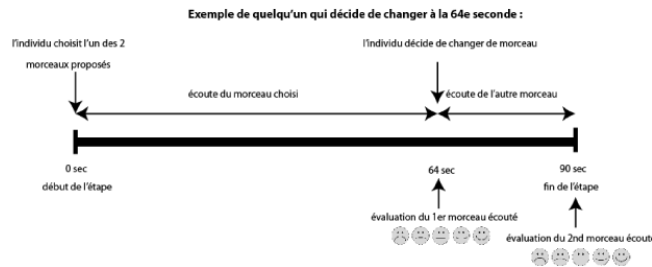 Exemple de quelqu'un qui décide de changer à la 64e seconde :
l'individu choisit l'un des 2
morceaux proposés
l'individu décide de changer de morceau
écoute du morceau choisi
écoute de l'autre morceau
0 sec
début de l'étape
64 sec
90 sec
fin de l'étape
évaluation du 1er morceau écouté
évaluation du 2nd morceau écouté